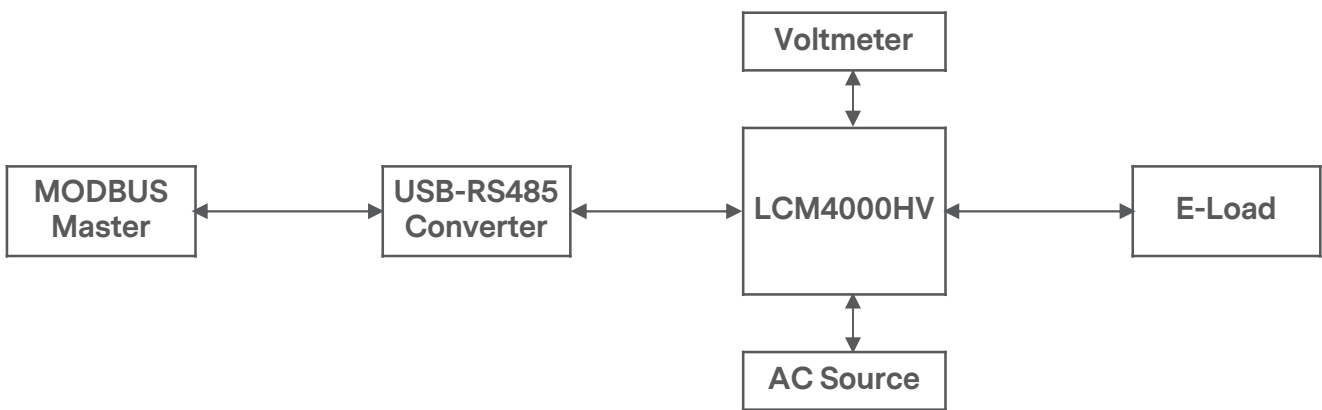 Voltmeter
MODBUS
Master
USB-RS485
Converter
LCM4000HV
E-Load
AC Source